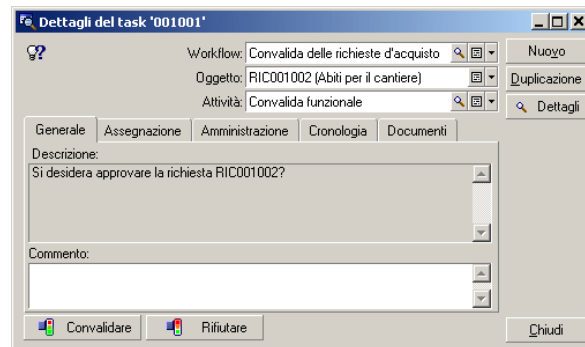 Dettagli del task '001001'
Workflow: Convalida delle richieste d'acquisto
Nuovo
Oggetto: RIC001002 (Abiti per il cantiere)
Duplicazione
Attività: Convalida funzionale
Dettagli
Generale Assegnazione Amministrazione Cronologia Documenti
Descrizione:
Si desidera approvare la richiesta RIC001002?
Commento:
Convalidare Rifiutare
Chiudi